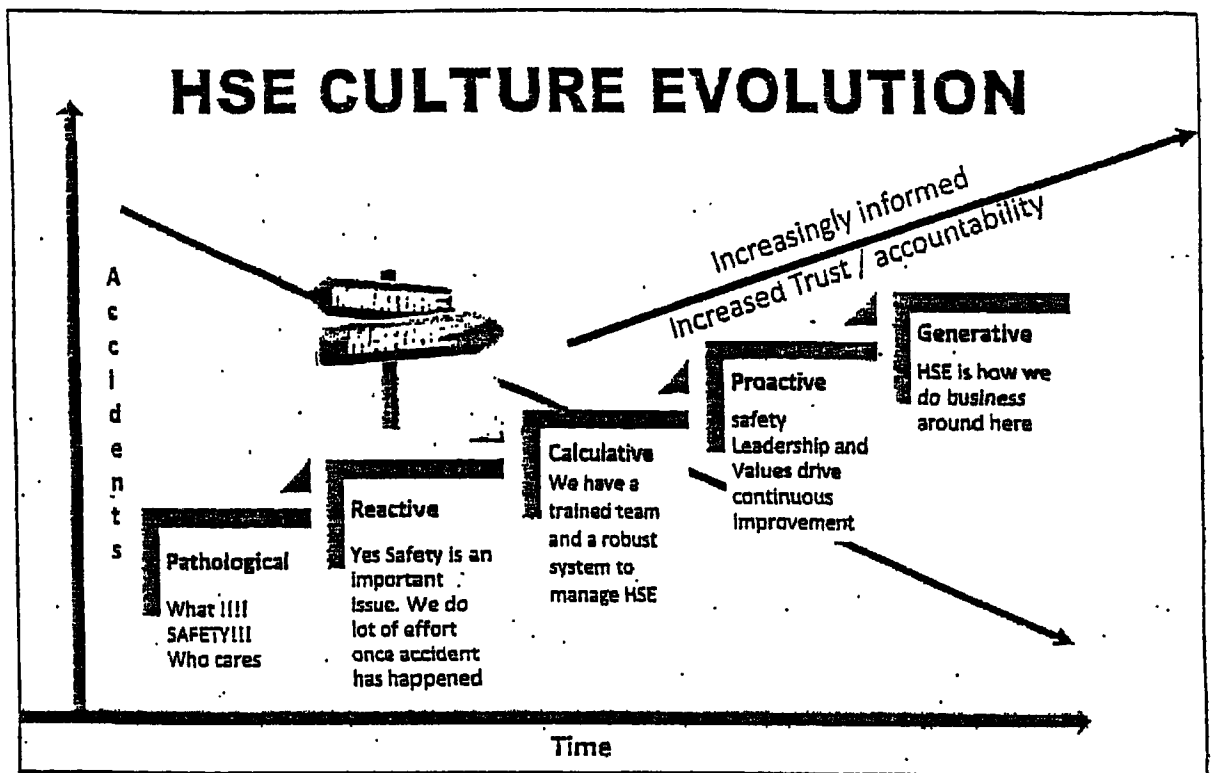 HSE CULTURE EVOLUTION
Accidents
Increasingly informed
Increased Trust / accountability
Pathological
What !!!!
SAFETY!!!
Who cares
Reactive
Yes Safety is an
important
issue. We do
lot of effort
once accident
has happened
Calculative
We have a
trained team
and a robust
system to
manage HSE
Proactive
safety
Leadership and
Values drive
continuous
improvement
Generative
HSE is how we
do business
around here
Time